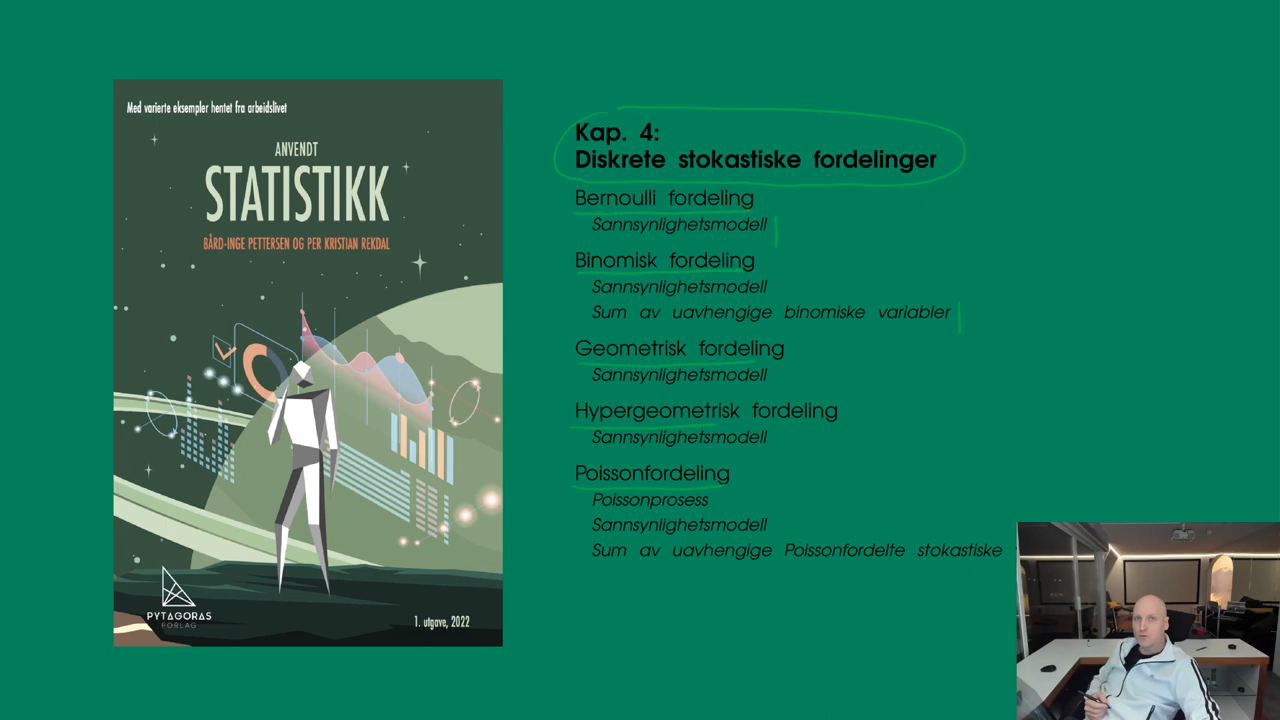 Med varierte eksempler hentet fra arbeidslivet
ANVENDT
STATISTIKK
BÅRD-INGE PETTERSEN OG PER KRISTIAN REKDAL
PYTAGORAS
FORLAG
1. utgave, 2022
Kap. 4:
Diskrete stokastiske fordelinger
Bernoulli fordeling
Sannsynlighetsmodell
Binomisk fordeling
Sannsynlighetsmodell
Sum av uavhengige binomiske variabler
Geometrisk fordeling
Sannsynlighetsmodell
Hypergeometrisk fordeling
Sannsynlighetsmodell
Poissonfordeling
Poissonprosess
Sannsynlighetsmodell
Sum av uavhengige Poissonfordelte stokastiske